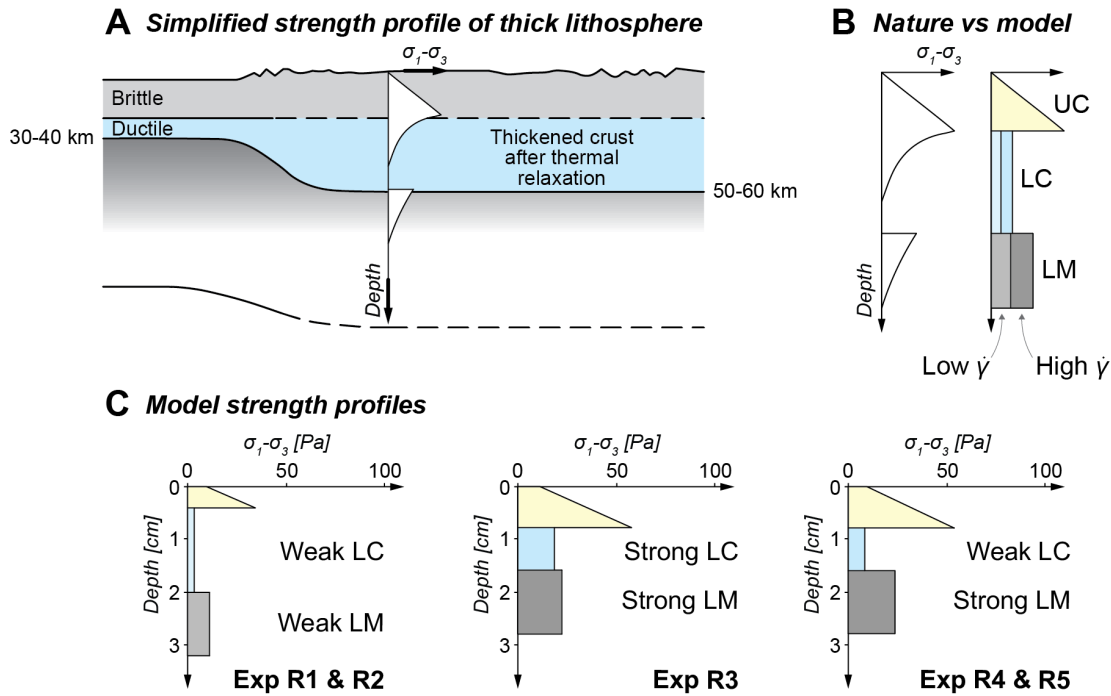 A Simplified strength profile of thick lithosphere
σ1-σ3
Brittle
Ductile
30-40 km
Thickened crust
after thermal
relaxation
50-60 km
Depth
B Nature vs model
σ1-σ3
UC
LC
LM
Depth
Low γ̇
High γ̇
C Model strength profiles
σ1-σ3 [Pa]
0 50 100
0
1
2
3
Depth [cm]
Weak LC
Weak LM
Exp R1 & R2
σ1-σ3 [Pa]
0 50 100
0
1
2
3
Depth [cm]
Strong LC
Strong LM
Exp R3
σ1-σ3 [Pa]
0 50 100
0
1
2
3
Depth [cm]
Weak LC
Strong LM
Exp R4 & R5